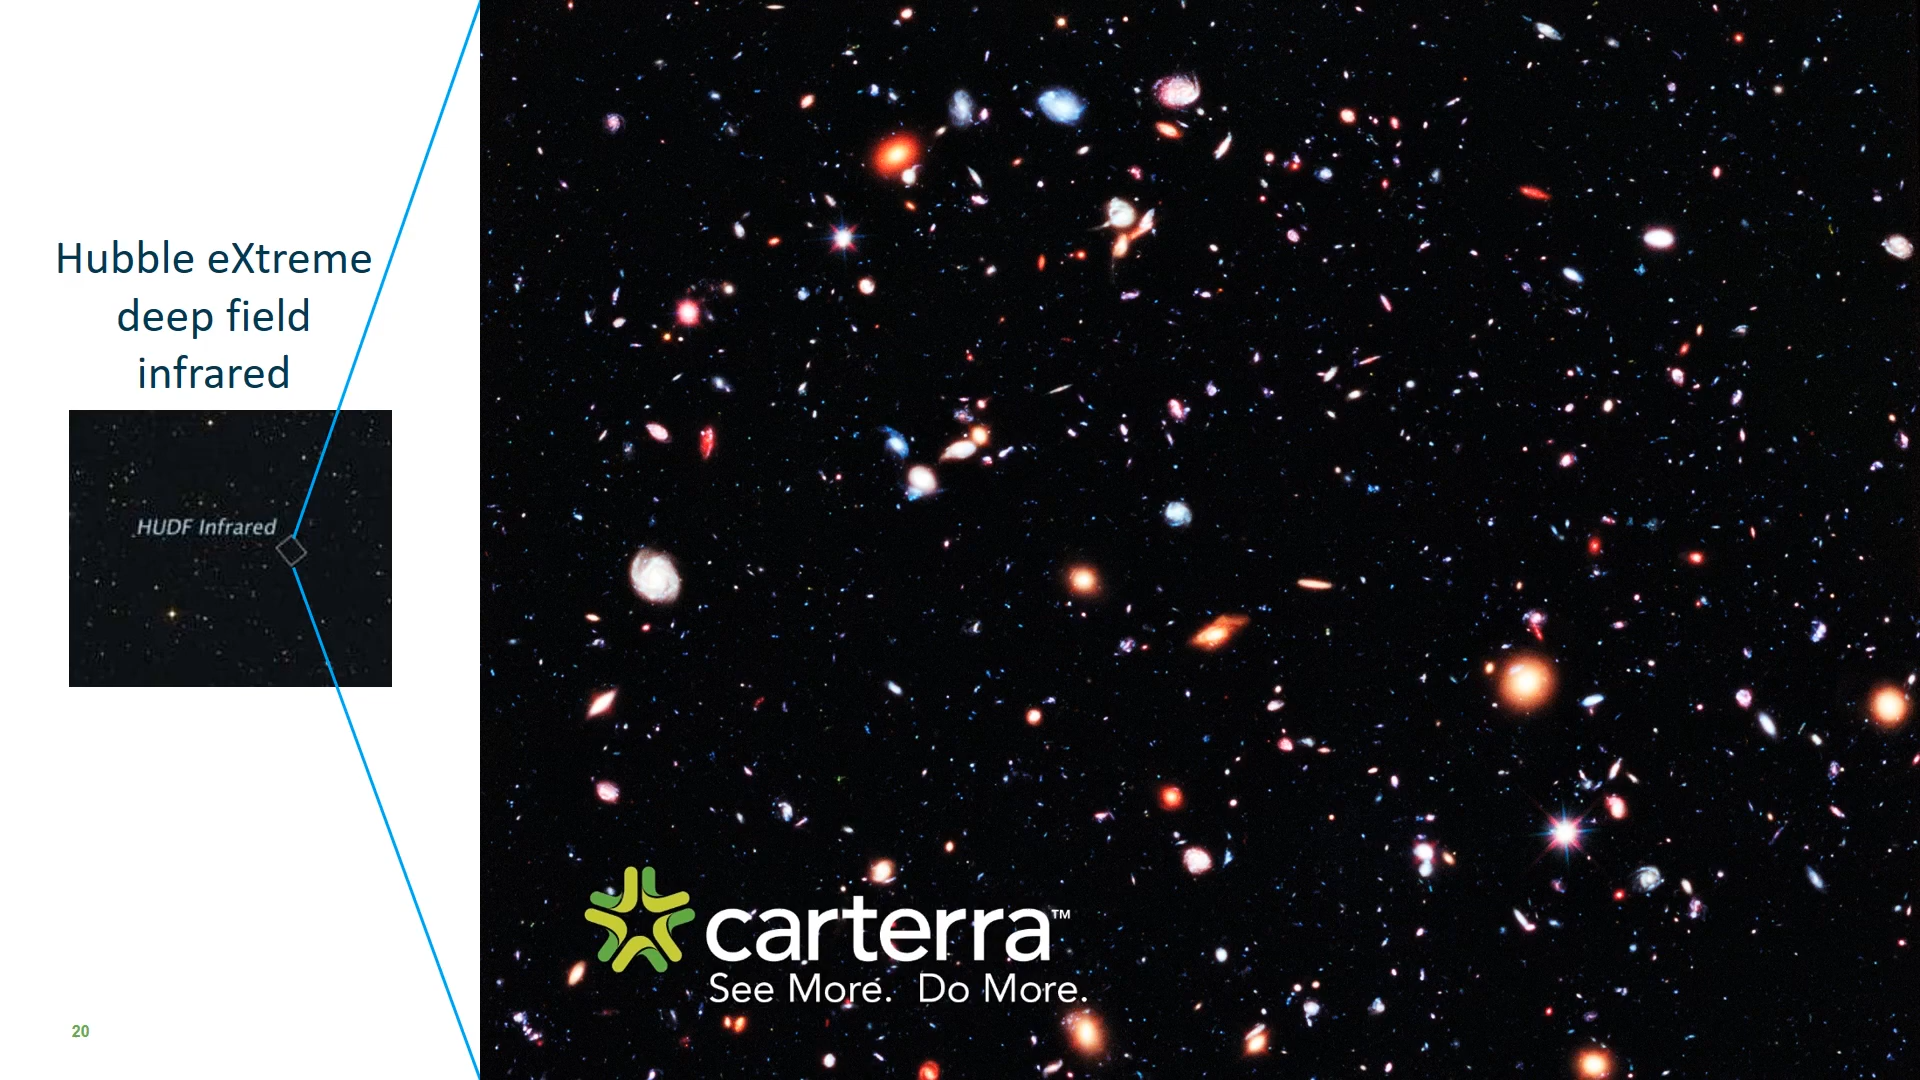 Hubble eXtreme
deep field
infrared
HUDF Infrared
carterra™
See More. Do More.
20